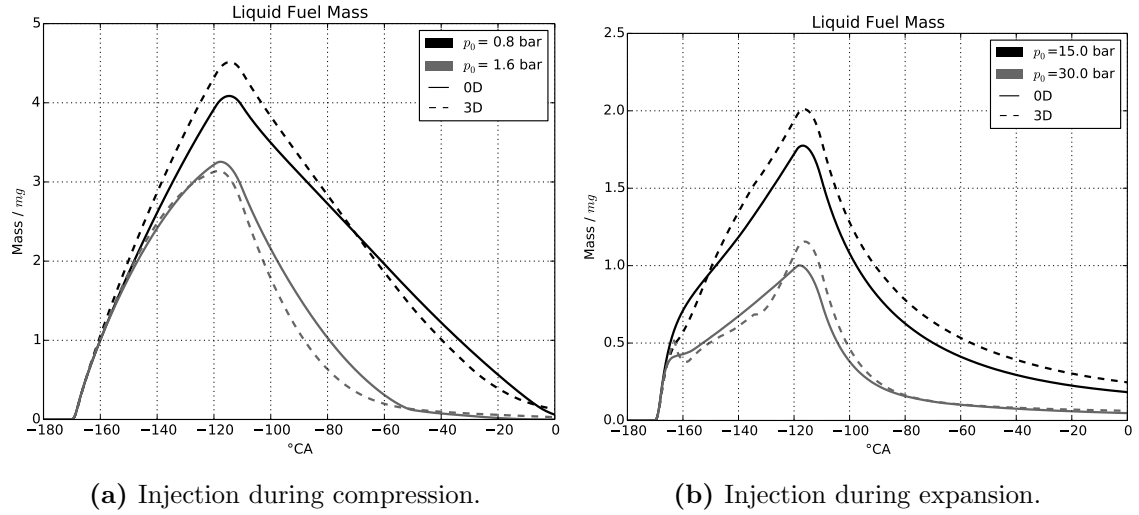 Liquid Fuel Mass
5
4
3
2
1
0
Mass / mg
−180 −160 −140 −120 −100 −80 −60 −40 −20 0
°CA
p₀ = 0.8 bar
p₀ = 1.6 bar
0D
3D
(a) Injection during compression.
Liquid Fuel Mass
2.5
2.0
1.5
1.0
0.5
0.0
Mass / mg
−180 −160 −140 −120 −100 −80 −60 −40 −20 0
°CA
p₀ =15.0 bar
p₀ =30.0 bar
0D
3D
(b) Injection during expansion.